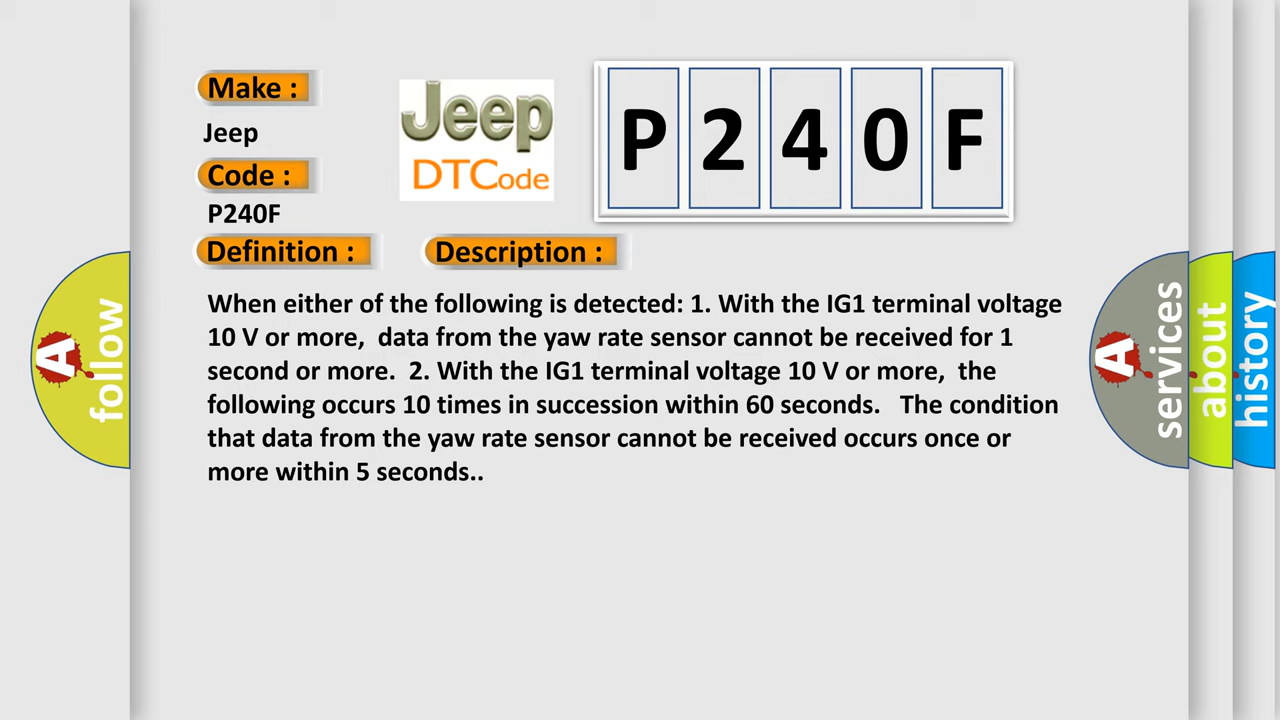 Make :
Jeep
Code :
P240F
Definition :
Description :
Jeep
DTCode
P240F
When either of the following is detected: 1. With the IG1 terminal voltage
10 V or more, data from the yaw rate sensor cannot be received for 1
second or more. 2. With the IG1 terminal voltage 10 V or more, the
following occurs 10 times in succession within 60 seconds. The condition
that data from the yaw rate sensor cannot be received occurs once or
more within 5 seconds..
A follow
A services
about
history